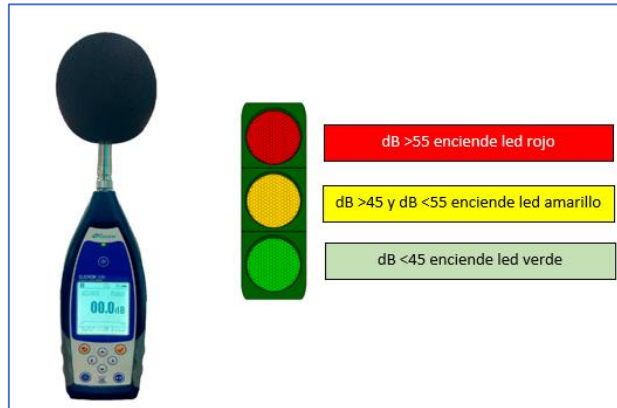 dB >55 enciende led rojo
dB >45 y dB <55 enciende led amarillo
dB <45 enciende led verde
00.0dB